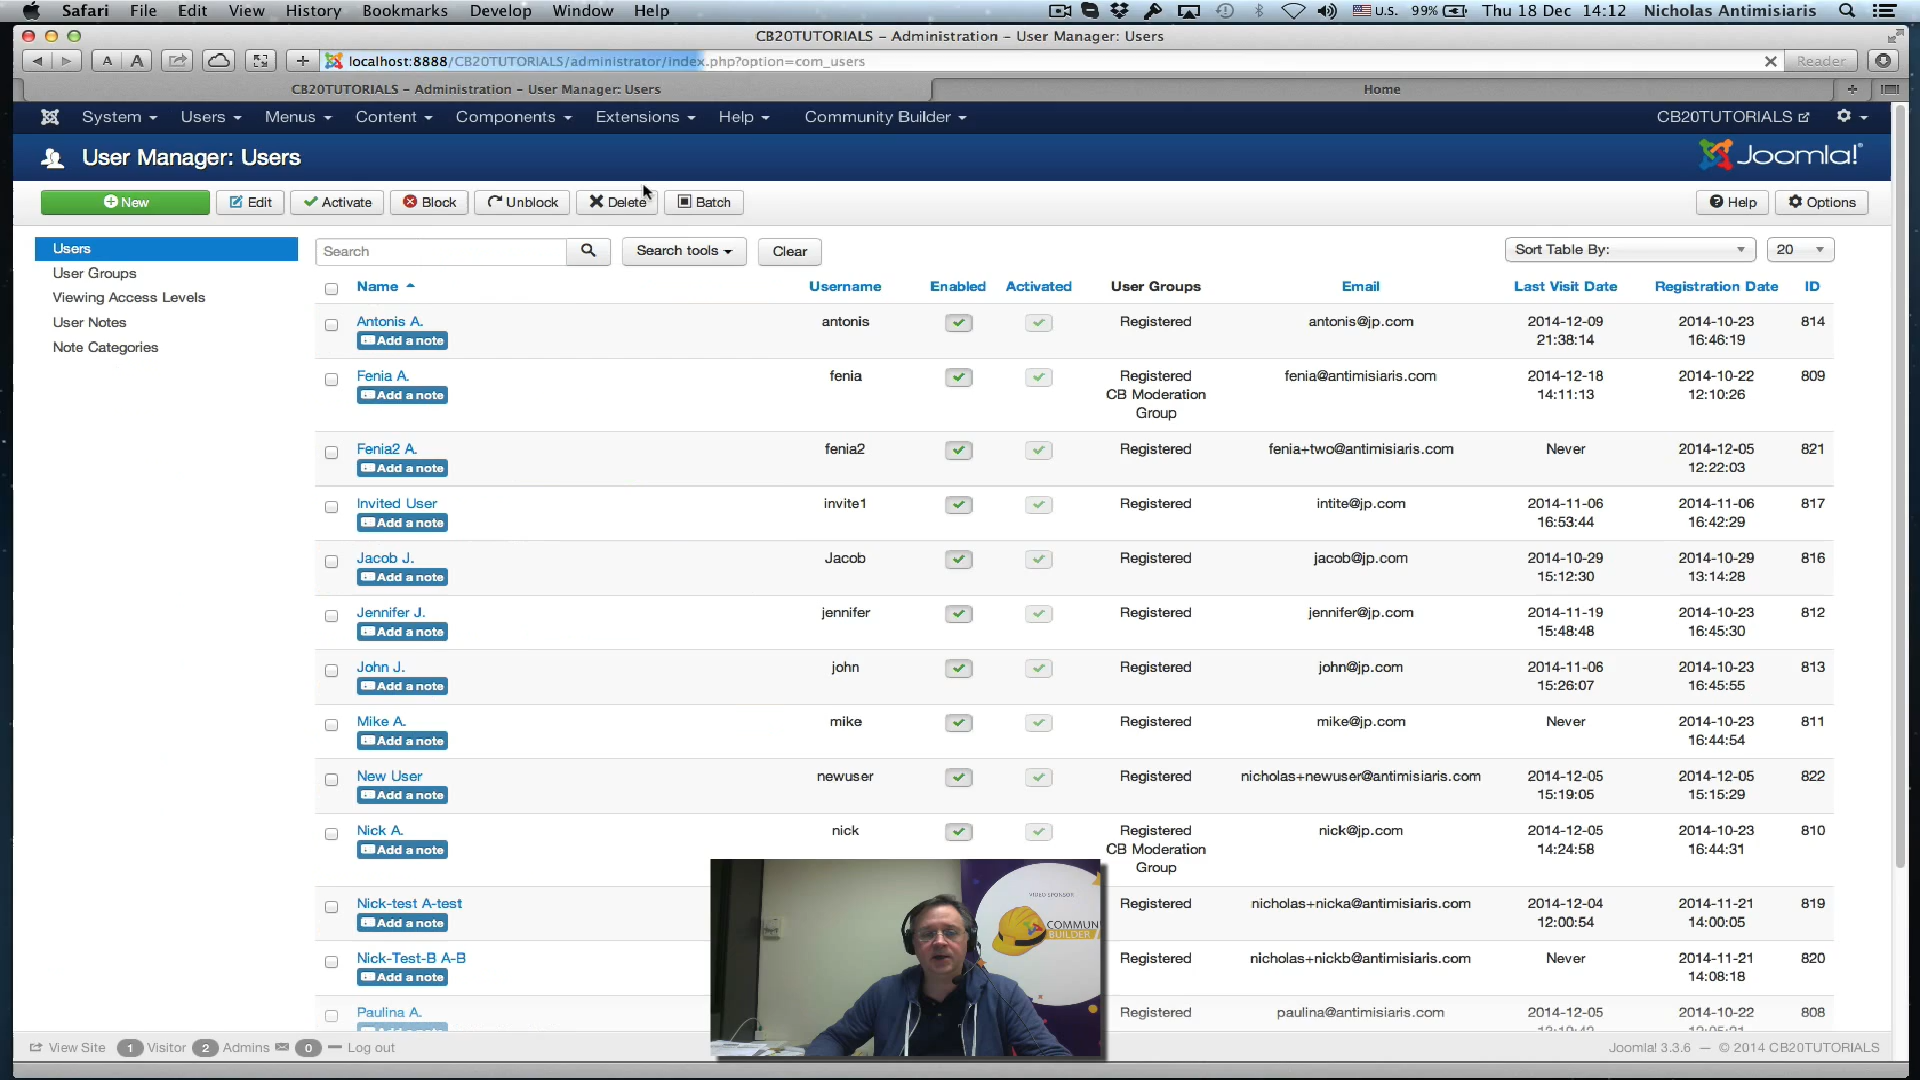 Safari File Edit View History Bookmarks Develop Window Help U.S. 99% Thu 18 Dec 14:12 Nicholas Antimisiaris
CB20TUTORIALS – Administration – User Manager: Users
A A + localhost:8888/CB20TUTORIALS/administrator/index.php?option=com_users Reader
CB20TUTORIALS – Administration – User Manager: Users Home
System Users Menus Content Components Extensions Help Community Builder CB20TUTORIALS
User Manager: Users Joomla!
New Edit Activate Block Unblock Delete Batch Help Options
Users
User Groups
Viewing Access Levels
User Notes
Note Categories
Search Search tools Clear Sort Table By: 20
Name Username Enabled Activated User Groups Email Last Visit Date Registration Date ID
Antonis A. antonis Registered antonis@jp.com 2014-12-09 2014-10-23 814
Add a note 21:38:14 16:46:19
Fenia A. fenia Registered fenia@antimisiaris.com 2014-12-18 2014-10-22 809
Add a note CB Moderation 14:11:13 12:10:26
Group
Fenia2 A. fenia2 Registered fenia+two@antimisiaris.com Never 2014-12-05 821
Add a note 12:22:03
Invited User invite1 Registered intite@jp.com 2014-11-06 2014-11-06 817
Add a note 16:53:44 16:42:29
Jacob J. Jacob Registered jacob@jp.com 2014-10-29 2014-10-29 816
Add a note 15:12:30 13:14:28
Jennifer J. jennifer Registered jennifer@jp.com 2014-11-19 2014-10-23 812
Add a note 15:48:48 16:45:30
John J. john Registered john@jp.com 2014-11-06 2014-10-23 813
Add a note 15:26:07 16:45:55
Mike A. mike Registered mike@jp.com Never 2014-10-23 811
Add a note 16:44:54
New User newuser Registered nicholas+newuser@antimisiaris.com 2014-12-05 2014-12-05 822
Add a note 15:19:05 15:15:29
Nick A. nick Registered nick@jp.com 2014-12-05 2014-10-23 810
Add a note CB Moderation 14:24:58 16:44:31
Group
Nick-test A-test Registered nicholas+nicka@antimisiaris.com 2014-12-04 2014-11-21 819
Add a note 12:00:54 14:00:05
Nick-Test-B A-B Registered nicholas+nickb@antimisiaris.com Never 2014-11-21 820
Add a note 14:08:18
Paulina A. Registered paulina@antimisiaris.com 2014-12-05 2014-10-22 808
VIDEO SPONSOR
COMMUN
BUILDER
View Site 1 Visitor 2 Admins 0 Log out Joomla! 3.3.6 — © 2014 CB20TUTORIALS